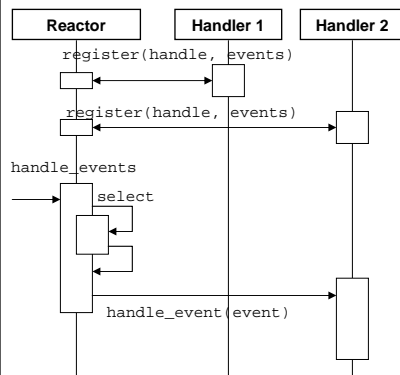 Reactor Handler 1 Handler 2
register(handle, events)
register(handle, events)
handle_events
select
handle_event(event)